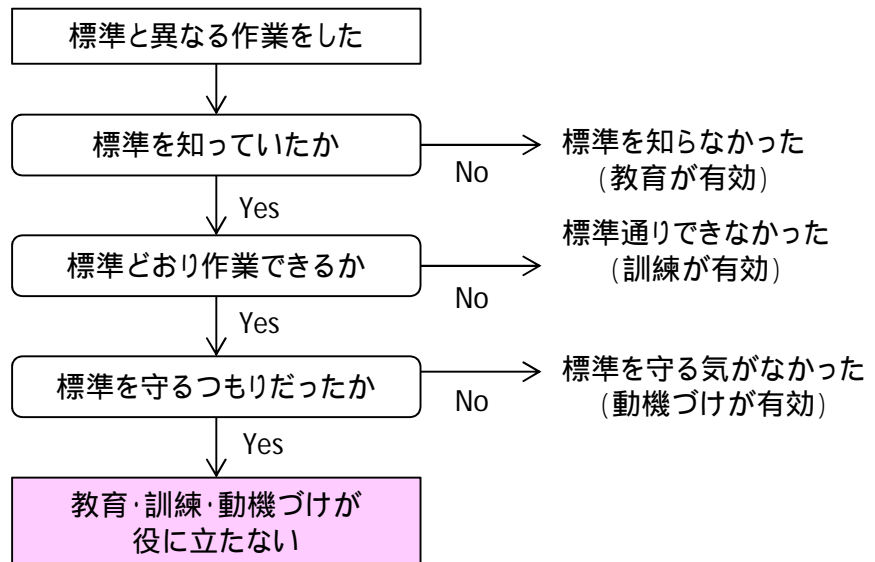 標準と異なる作業をした
標準を知っていたか
No
標準を知らなかった
(教育が有効)
Yes
標準どおり作業できるか
No
標準通りできなかった
(訓練が有効)
Yes
標準を守るつもりだったか
No
標準を守る気がなかった
(動機づけが有効)
Yes
教育・訓練・動機づけが
役に立たない